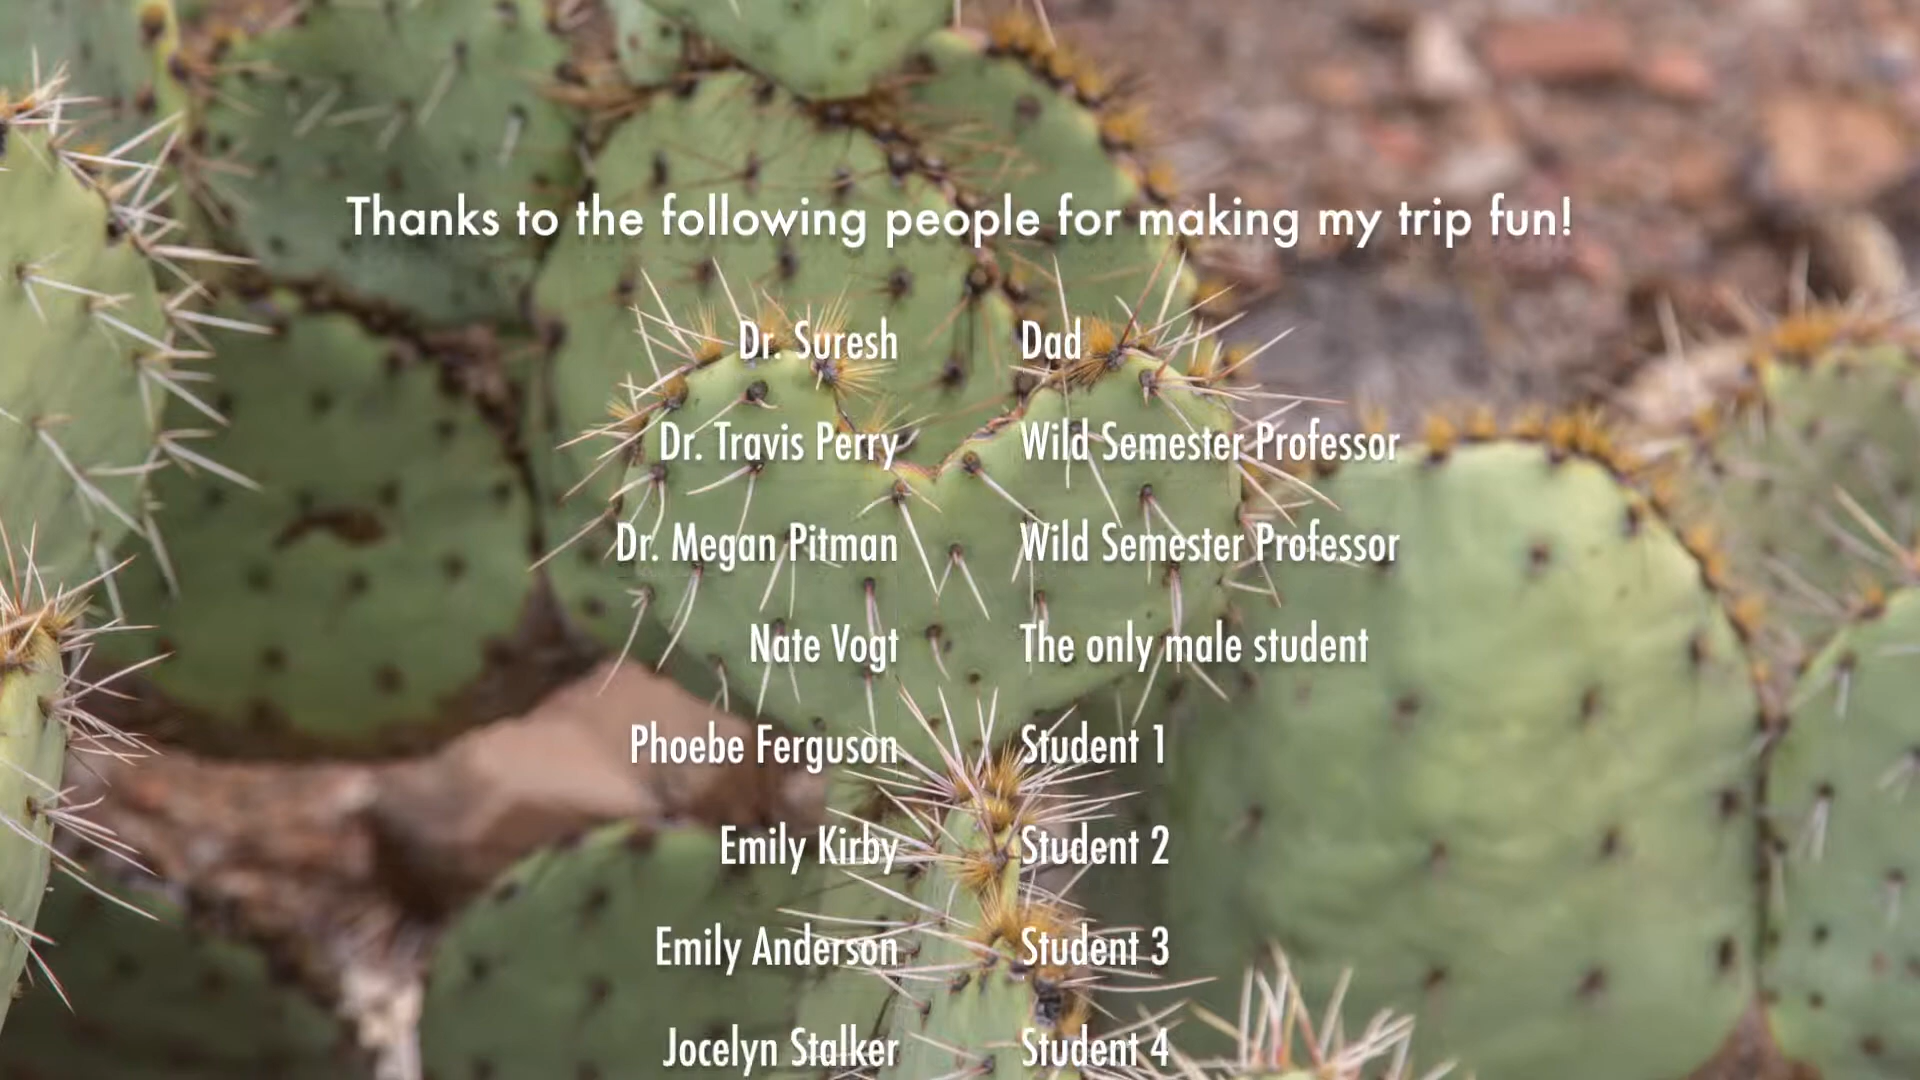 Thanks to the following people for making my trip fun!
Dr. Suresh Dad
Dr. Travis Perry Wild Semester Professor
Dr. Megan Pitman Wild Semester Professor
Nate Vogt The only male student
Phoebe Ferguson Student 1
Emily Kirby Student 2
Emily Anderson Student 3
Jocelyn Stalker Student 4